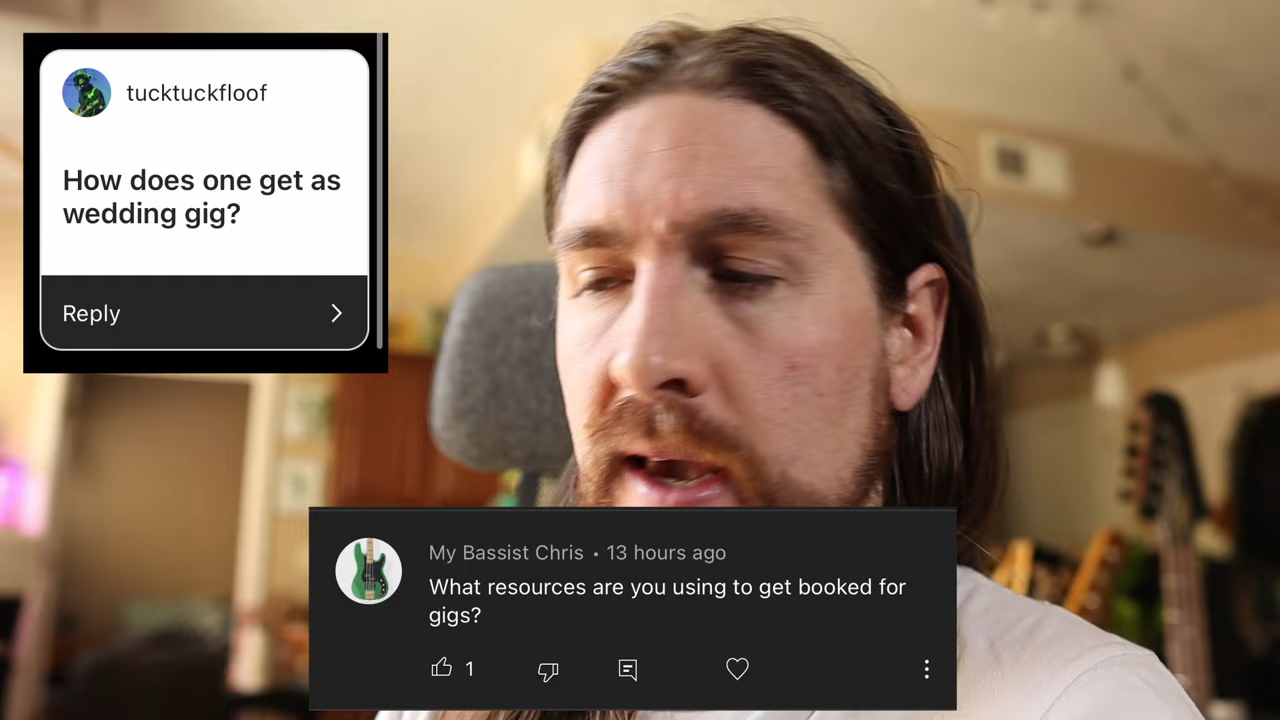 tucktuckfloof
How does one get as
wedding gig?
Reply
My Bassist Chris • 13 hours ago
What resources are you using to get booked for
gigs?
1